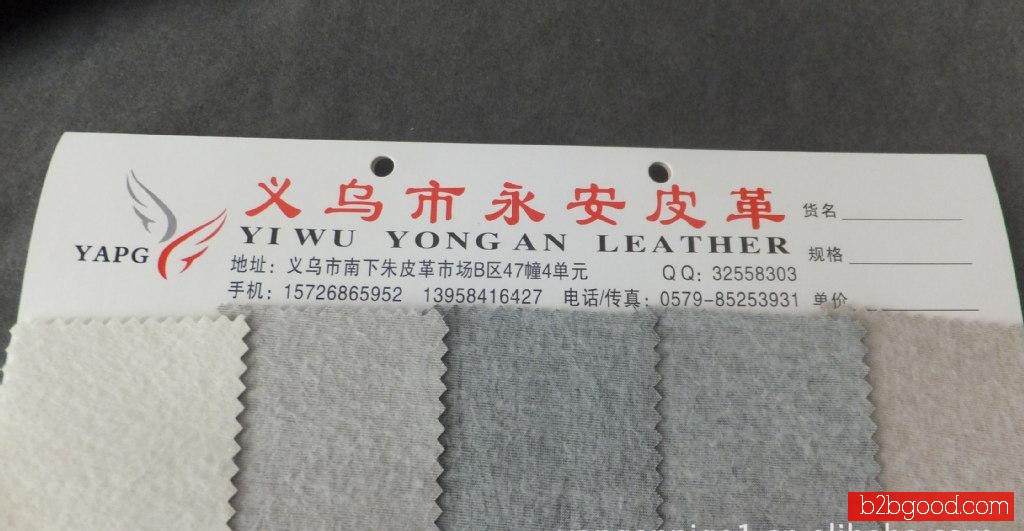 义乌市永安皮革
YAPG
YI WU YONG AN LEATHER
货名
规格
地址：义乌市南下朱皮革市场B区47幢4单元 QQ：32558303
手机：15726865952 13958416427 电话/传真：0579-85253931 单价
b2bgood.com